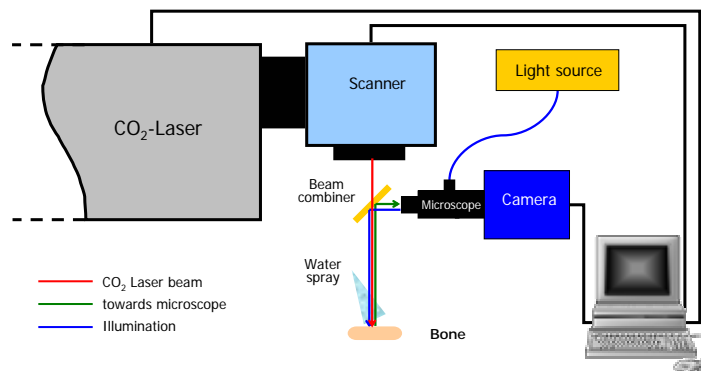 Light source
Scanner
CO₂-Laser
Beam
combiner
Microscope
Camera
Water
spray
CO₂ Laser beam
towards microscope
Illumination
Bone